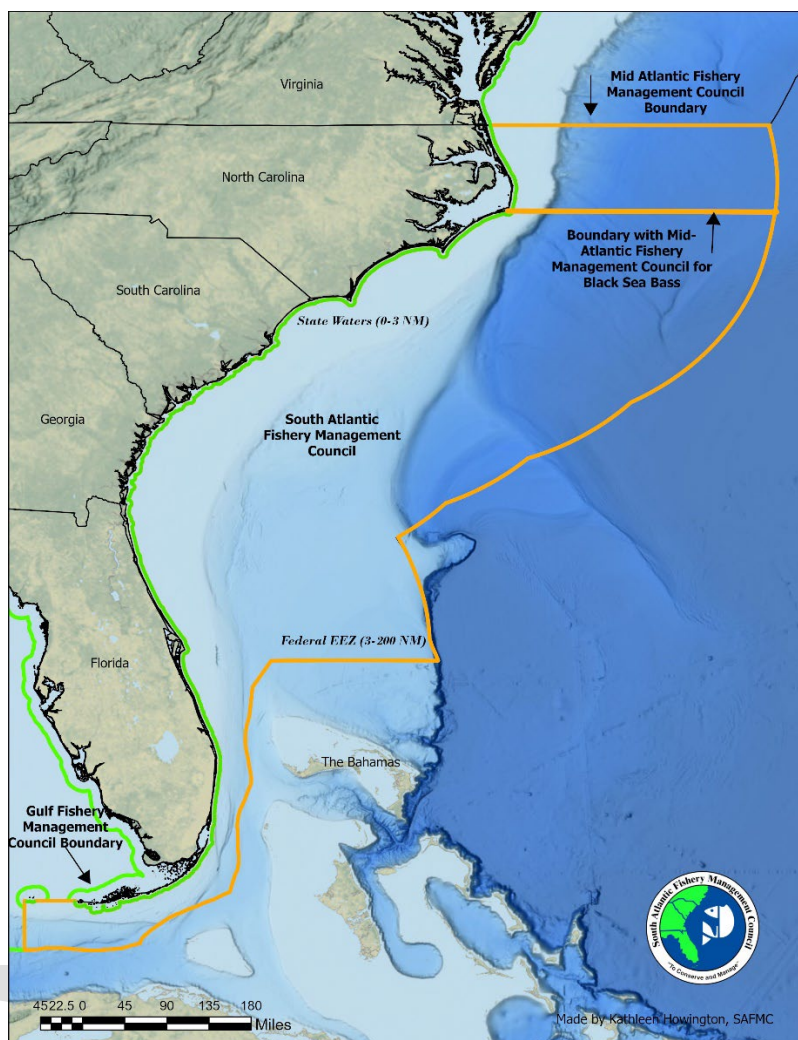 Virginia
Mid Atlantic Fishery
Management Council
Boundary
North Carolina
Boundary with Mid-
Atlantic Fishery
Management Council for
Black Sea Bass
South Carolina
State Waters (0-3 NM)
Georgia
South Atlantic
Fishery Management
Council
Federal EEZ (3-200 NM)
Florida
The Bahamas
Gulf Fishery
Management
Council Boundary
South Atlantic Fishery Management Council
"To Conserve and Manage"
4522.5 0 45 90 135 180
Miles
Made by Kathleen Howington, SAFMC